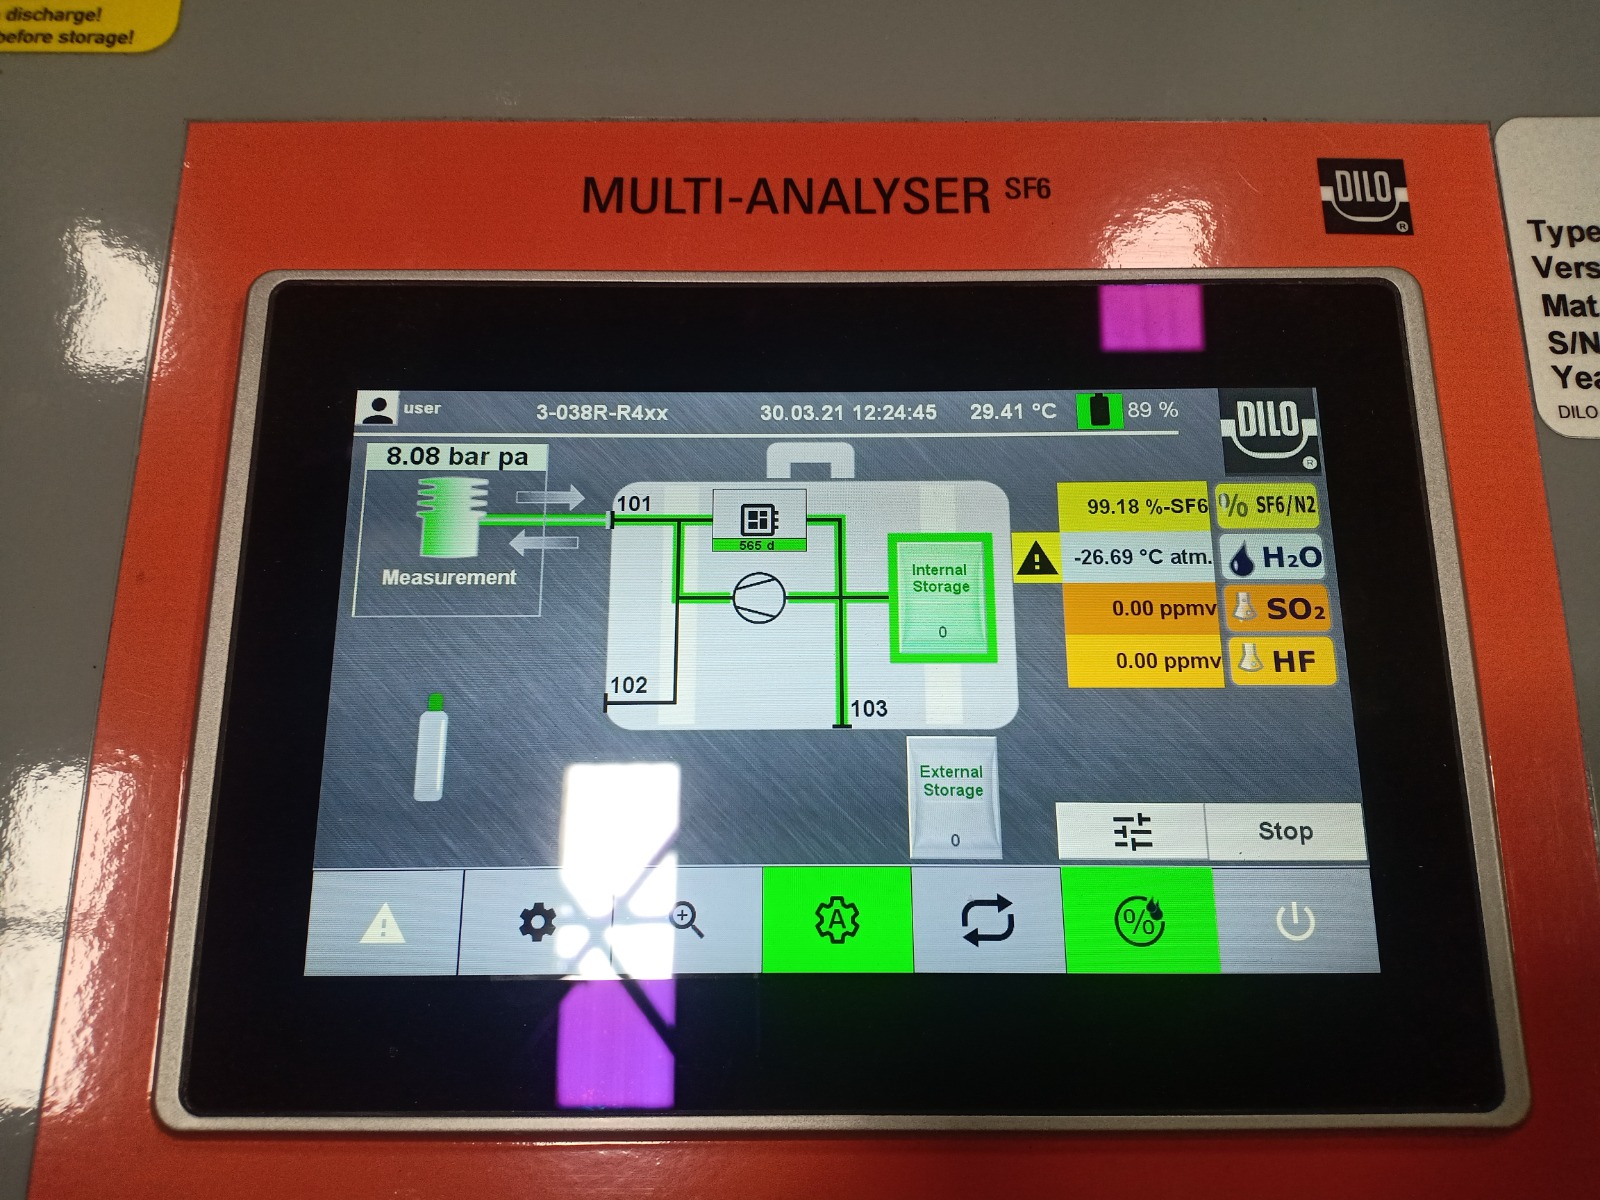 discharge!
before storage!
MULTI-ANALYSER SF6
DILO
®
Type
Vers
Mat.
S/N
Yea
DILO
user
3-038R-R4xx
30.03.21 12:24:45
29.41 °C
89 %
DILO
®
8.08 bar pa
Measurement
101
565 d
102
103
Internal
Storage
0
External
Storage
0
99.18 %-SF6
% SF6/N2
-26.69 °C atm.
H₂O
0.00 ppmv
SO₂
0.00 ppmv
HF
Stop
A
%